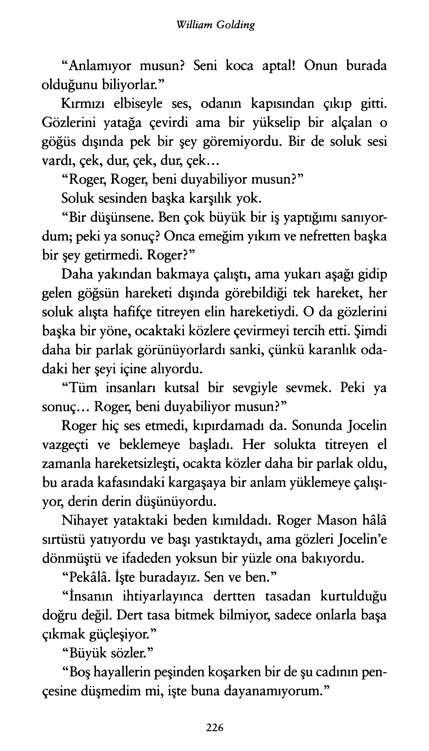 William Golding
“Anlamıyor musun? Seni koca aptal! Onun burada
olduğunu biliyorlar.”
Kırmızı elbiseyle ses, odanın kapısından çıkıp gitti.
Gözlerini yatağa çevirdi ama bir yükselip bir alçalan o
göğüs dışında pek bir şey göremiyordu. Bir de soluk sesi
vardı, çek, dur, çek, dur, çek...
“Roger, Roger, beni duyabiliyor musun?”
Soluk sesinden başka karşılık yok.
“Bir düşünsene. Ben çok büyük bir iş yaptığımı sanıyor-
dum; peki ya sonuç? Onca emeğim yıkım ve nefretten başka
bir şey getirmedi. Roger?”
Daha yakından bakmaya çalıştı, ama yukarı aşağı gidip
gelen göğsün hareketi dışında görebildiği tek hareket, her
soluk alışta hafifçe titreyen elin hareketiydi. O da gözlerini
başka bir yöne, ocaktaki közlere çevirmeyi tercih etti. Şimdi
daha bir parlak görünüyorlardı sanki, çünkü karanlık oda-
daki her şeyi içine alıyordu.
“Tüm insanları kutsal bir sevgiyle sevmek. Peki ya
sonuç... Roger, beni duyabiliyor musun?”
Roger hiç ses etmedi, kıpırdamadı da. Sonunda Jocelin
vazgeçti ve beklemeye başladı. Her solukta titreyen el
zamanla hareketsizleşti, ocakta közler daha bir parlak oldu,
bu arada kafasındaki kargaşaya bir anlam yüklemeye çalışı-
yor, derin derin düşünüyordu.
Nihayet yataktaki beden kımıldadı. Roger Mason hâlâ
sırtüstü yatıyordu ve başı yastıktaydı, ama gözleri Jocelin’e
dönmüştü ve ifadeden yoksun bir yüzle ona bakıyordu.
“Pekâlâ. İşte buradayız. Sen ve ben.”
“İnsanın ihtiyarlayınca dertten tasadan kurtulduğu
doğru değil. Dert tasa bitmek bilmiyor, sadece onlarla başa
çıkmak güçleşiyor.”
“Büyük sözler.”
“Boş hayallerin peşinden koşarken bir de şu cadının pen-
çesine düşmedim mi, işte buna dayanamıyorum.”
226